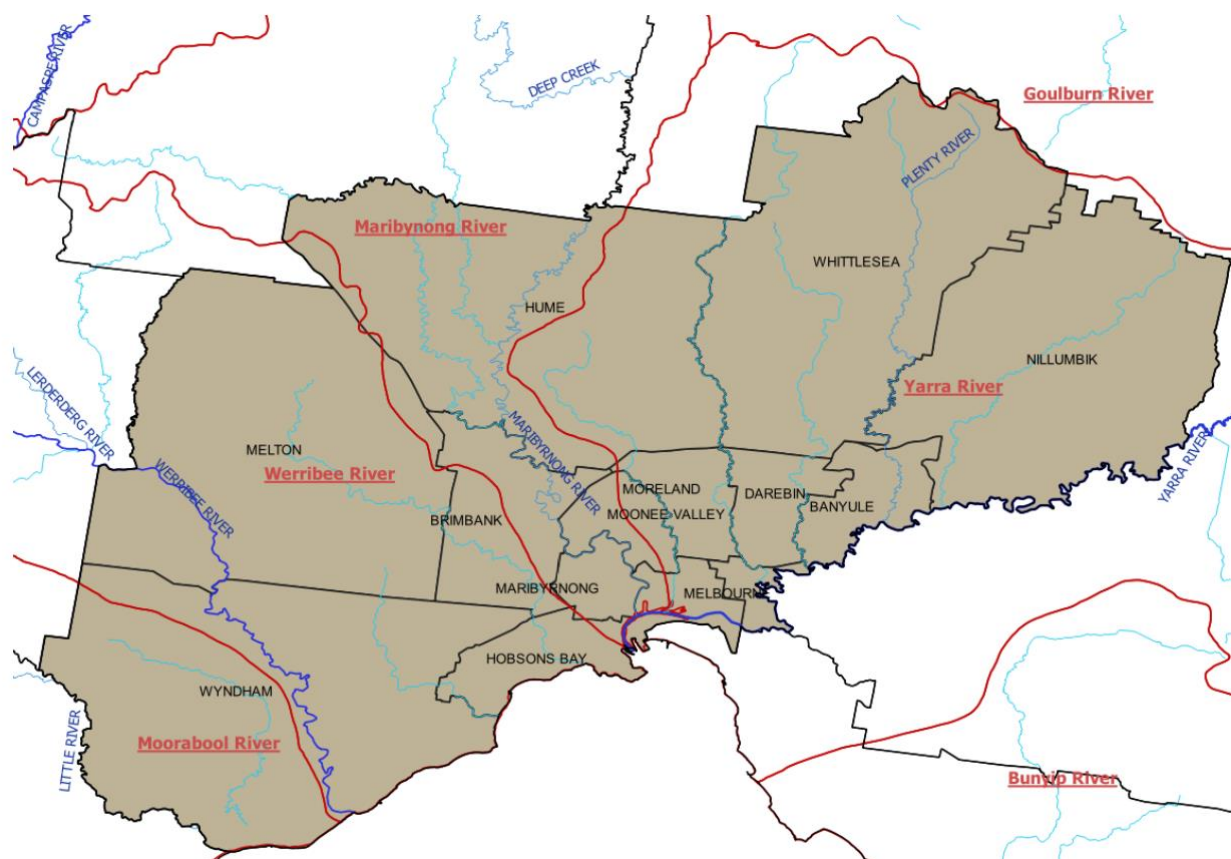 CAMPASPE RIVER
DEEP CREEK
Goulburn River
PLENTY RIVER
Maribynong River
WHITTLESEA
HUME
NILLUMBIK
LERDERDERG RIVER
Yarra River
MARIBYRNONG RIVER
YARRA RIVER
MELTON
WERRIBEE RIVER
Werribee River
MORELAND
DAREBIN
BANYULE
MOONEE VALLEY
BRIMBANK
MARIBYRNONG
MELBOURNE
HOBSONS BAY
WYNDHAM
LITTLE RIVER
Moorabool River
Bunyip River